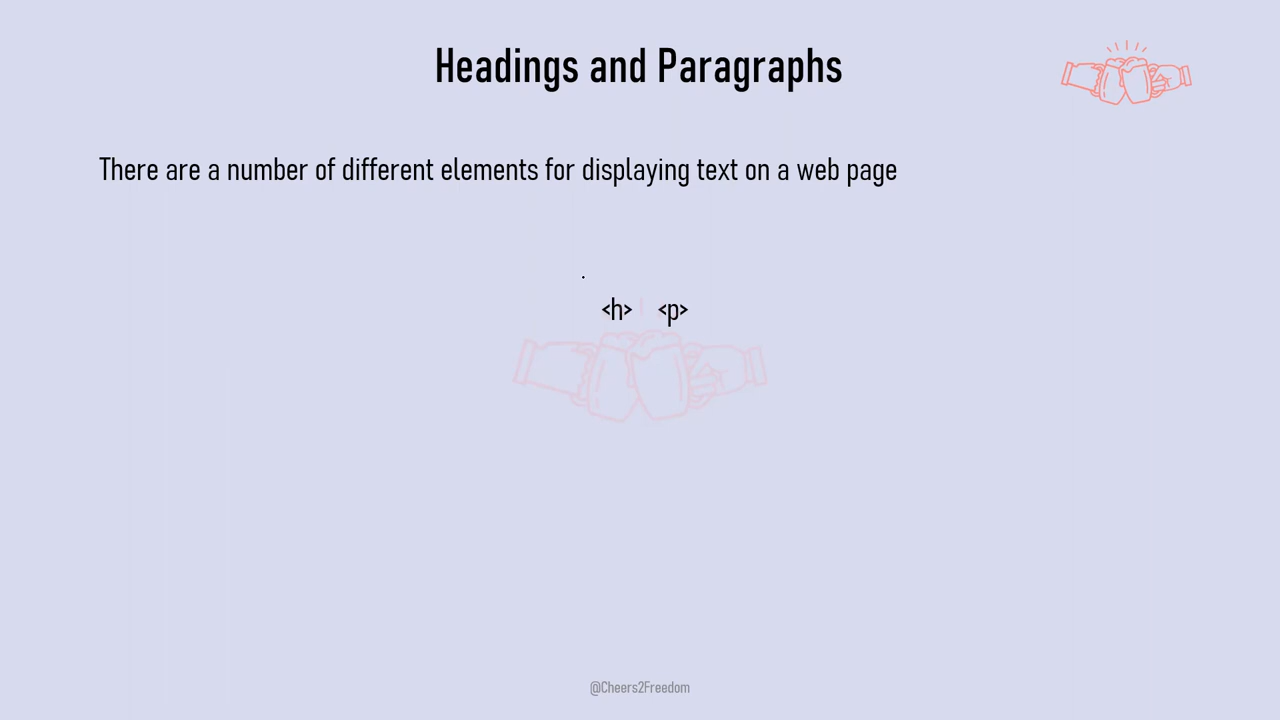 Headings and Paragraphs
There are a number of different elements for displaying text on a web page
<h> <p>
@Cheers2Freedom